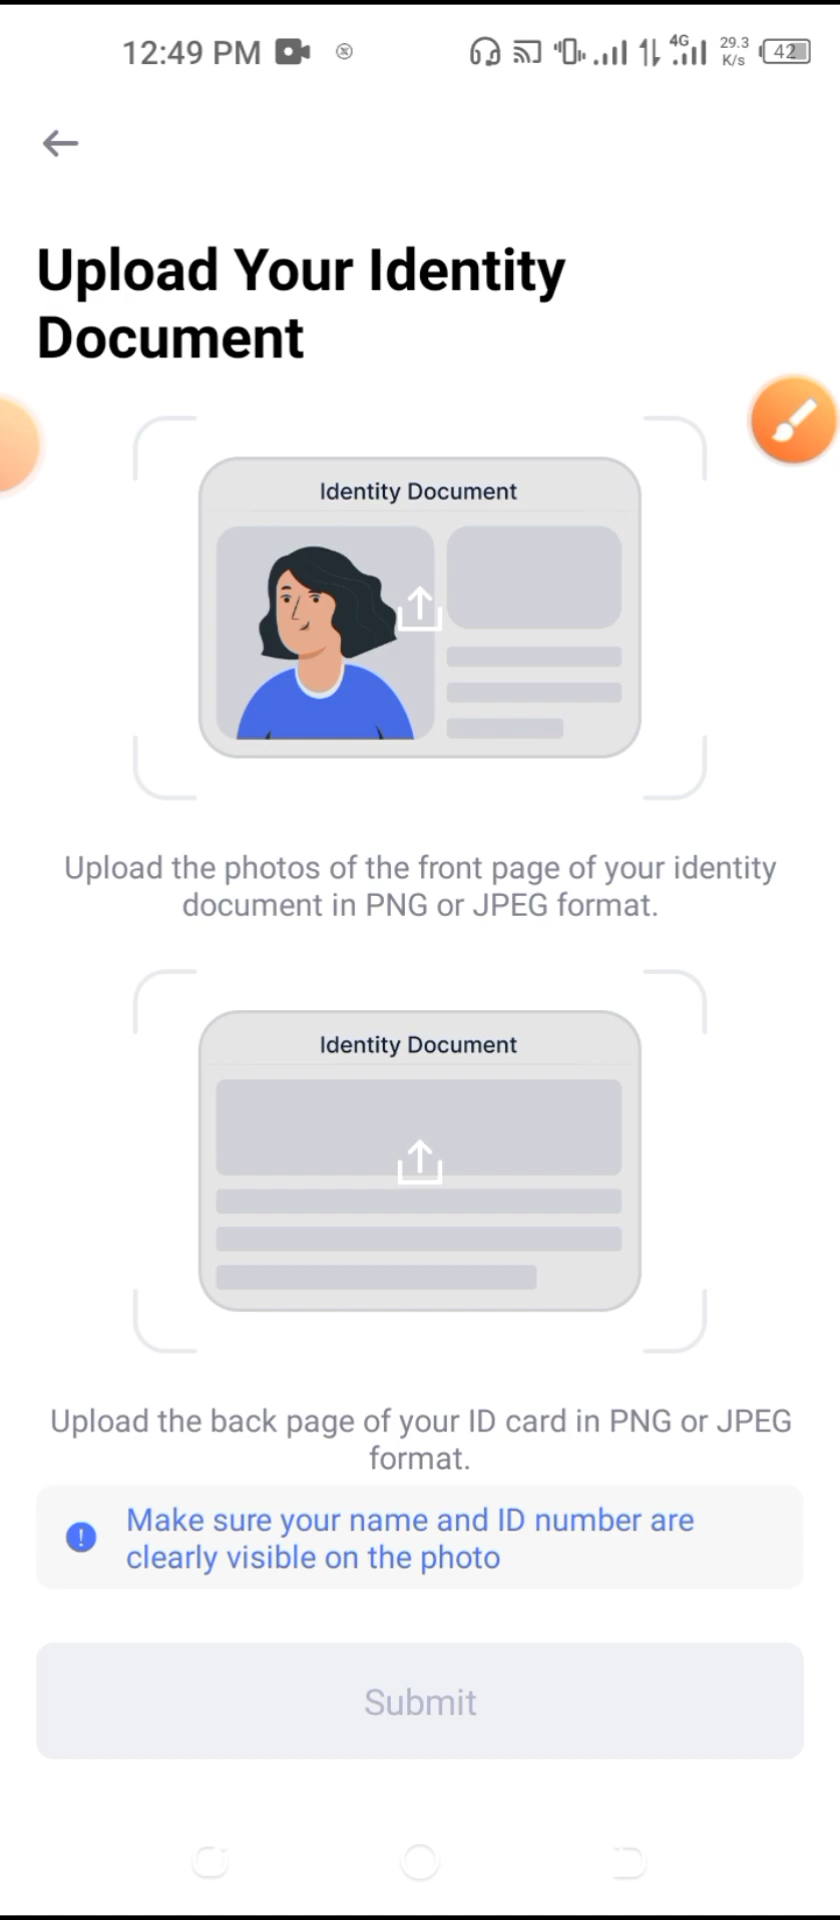 12:49 PM 4G 29.3 K/s 42
Upload Your Identity
Document
Identity Document
Upload the photos of the front page of your identity
document in PNG or JPEG format.
Identity Document
Upload the back page of your ID card in PNG or JPEG
format.
Make sure your name and ID number are
clearly visible on the photo
Submit